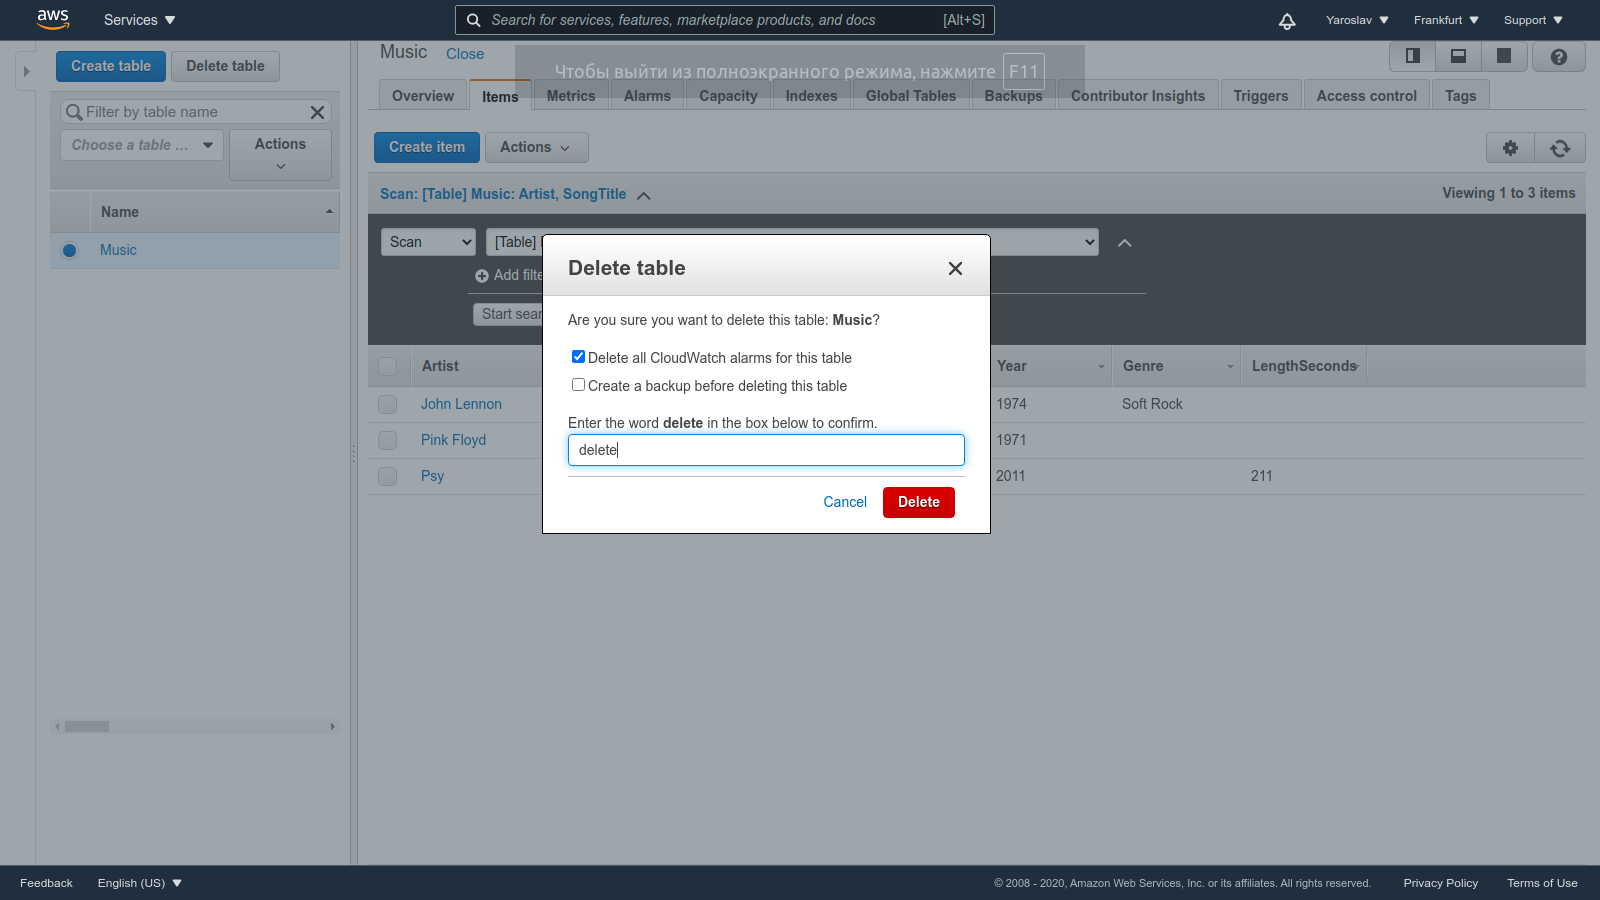 aws Services Search for services, features, marketplace products, and docs [Alt+S] Yaroslav Frankfurt Support
Create table Delete table
Filter by table name
Choose a table ... Actions
Name
Music
Music Close
Чтобы выйти из полноэкранного режима, нажмите F11
Overview Items Metrics Alarms Capacity Indexes Global Tables Backups Contributor Insights Triggers Access control Tags
Create item Actions
Scan: [Table] Music: Artist, SongTitle Viewing 1 to 3 items
Scan [Table]
Add filte
Start sear
Artist Year Genre LengthSeconds
John Lennon 1974 Soft Rock
Pink Floyd 1971
Psy 2011 211
Delete table
Are you sure you want to delete this table: Music?
Delete all CloudWatch alarms for this table
Create a backup before deleting this table
Enter the word delete in the box below to confirm.
delete
Cancel Delete
Feedback English (US) © 2008 - 2020, Amazon Web Services, Inc. or its affiliates. All rights reserved. Privacy Policy Terms of Use